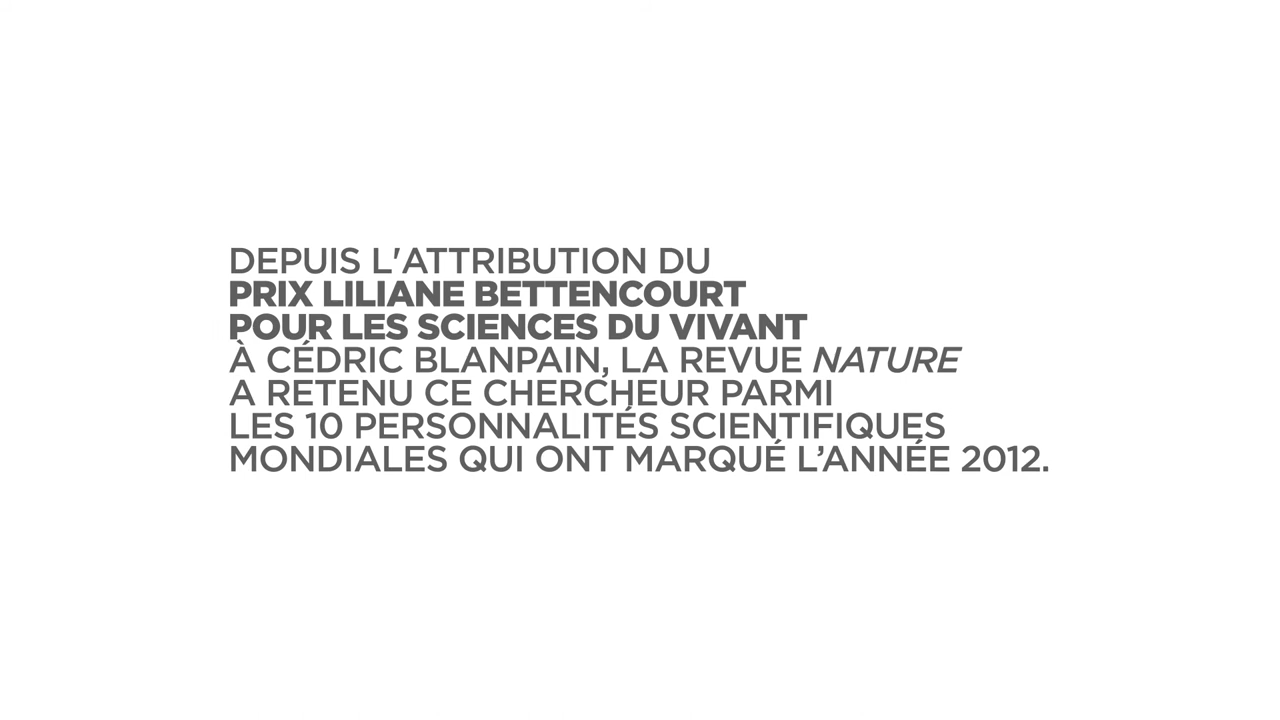 DEPUIS L'ATTRIBUTION DU
PRIX LILIANE BETTENCOURT
POUR LES SCIENCES DU VIVANT
À CÉDRIC BLANPAIN, LA REVUE NATURE
A RETENU CE CHERCHEUR PARMI
LES 10 PERSONNALITÉS SCIENTIFIQUES
MONDIALES QUI ONT MARQUÉ L’ANNÉE 2012.